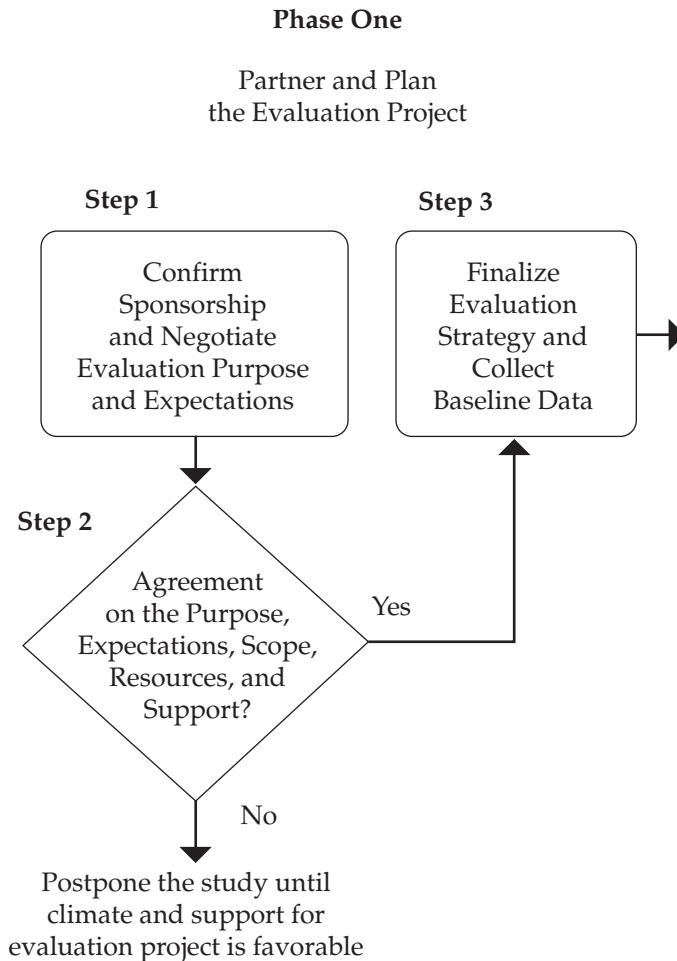 Phase One
Partner and Plan
the Evaluation Project
Step 1
Confirm
Sponsorship
and Negotiate
Evaluation Purpose
and Expectations
Step 2
Agreement
on the Purpose,
Expectations, Scope,
Resources, and
Support?
Yes
No
Postpone the study until
climate and support for
evaluation project is favorable
Step 3
Finalize
Evaluation
Strategy and
Collect
Baseline Data